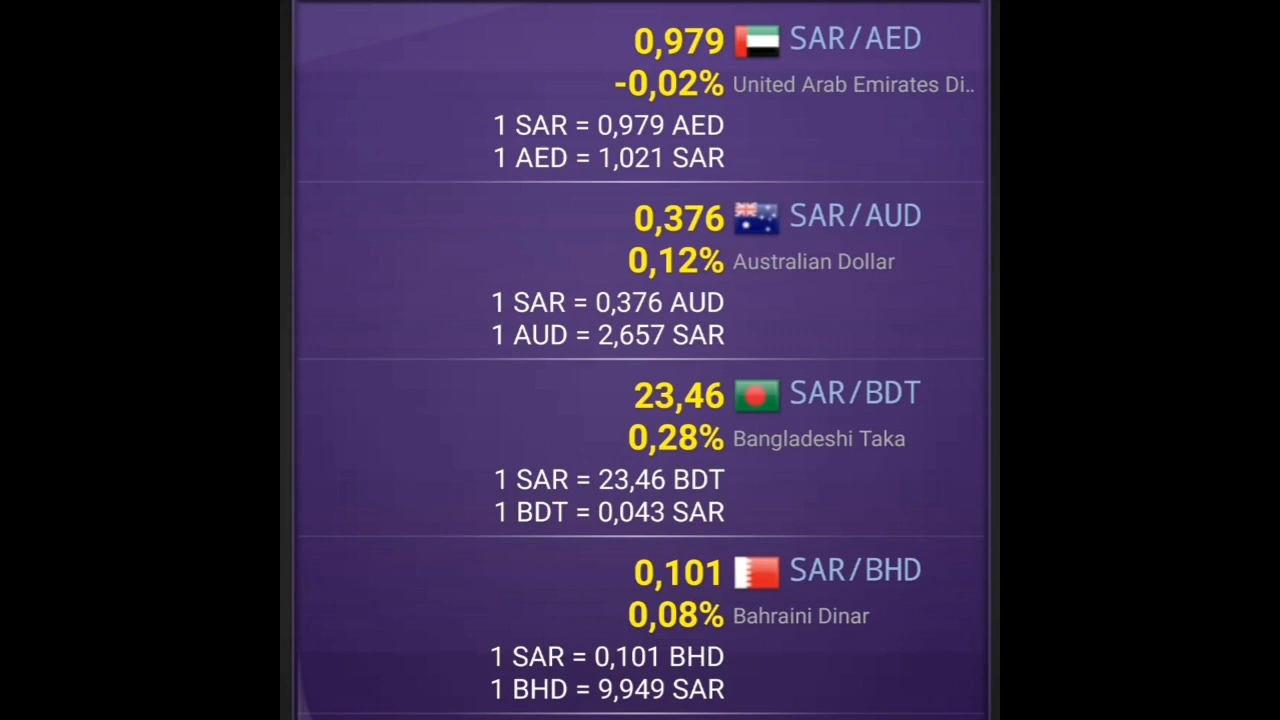 0,979 SAR/AED
-0,02% United Arab Emirates Di..
1 SAR = 0,979 AED
1 AED = 1,021 SAR
0,376 SAR/AUD
0,12% Australian Dollar
1 SAR = 0,376 AUD
1 AUD = 2,657 SAR
23,46 SAR/BDT
0,28% Bangladeshi Taka
1 SAR = 23,46 BDT
1 BDT = 0,043 SAR
0,101 SAR/BHD
0,08% Bahraini Dinar
1 SAR = 0,101 BHD
1 BHD = 9,949 SAR